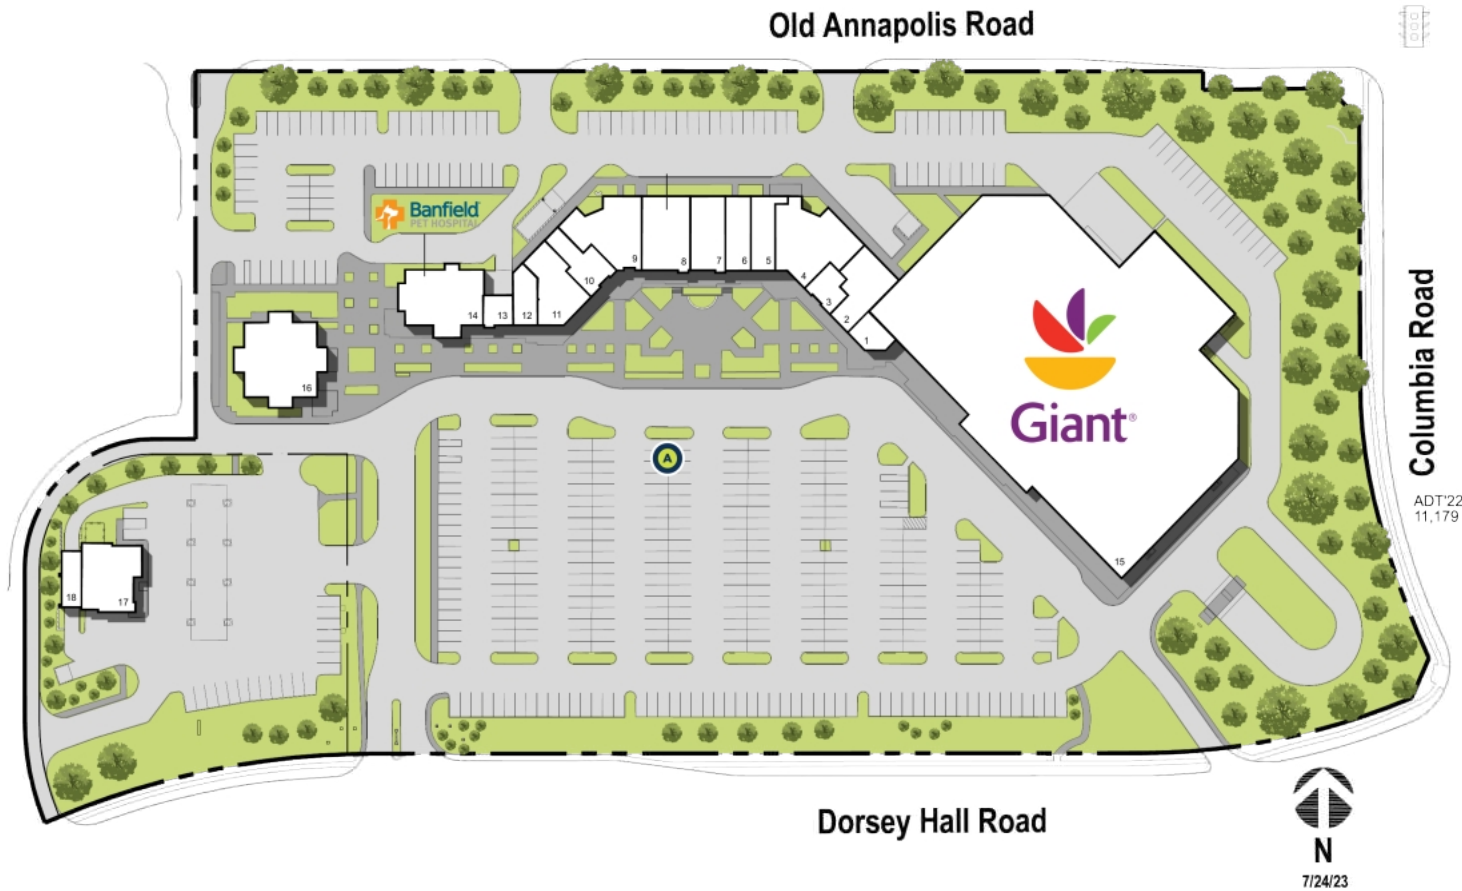 Old Annapolis Road
Banfield
PET HOSPITAL
9
8
7
6
5
4
3
2
1
10
11
12
13
14
16
Giant®
A
Columbia Road
ADT'22
11,179
15
18
17
Dorsey Hall Road
N
7/24/23